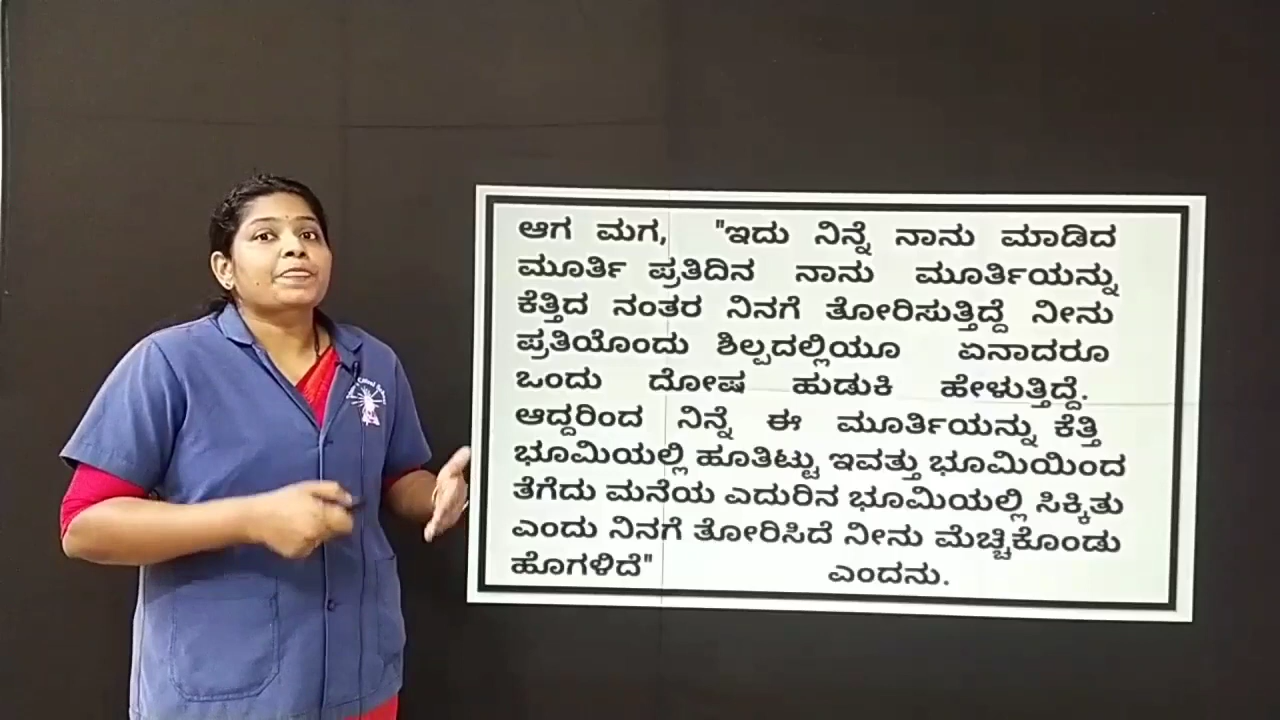 ಆಗ ಮಗ, "ಇದು ನಿನ್ನೆ ನಾನು ಮಾಡಿದ
ಮೂರ್ತಿ ಪ್ರತಿದಿನ ನಾನು ಮೂರ್ತಿಯನ್ನು
ಕೆತ್ತಿದ ನಂತರ ನಿನಗೆ ತೋರಿಸುತ್ತಿದ್ದೆ ನೀನು
ಪ್ರತಿಯೊಂದು ಶಿಲ್ಪದಲ್ಲಿಯೂ ಏನಾದರೂ
ಒಂದು ದೋಷ ಹುಡುಕಿ ಹೇಳುತ್ತಿದ್ದೆ.
ಆದ್ದರಿಂದ ನಿನ್ನೆ ಈ ಮೂರ್ತಿಯನ್ನು ಕೆತ್ತಿ
ಭೂಮಿಯಲ್ಲಿ ಹೂತಿಟ್ಟು ಇವತ್ತು ಭೂಮಿಯಿಂದ
ತೆಗೆದು ಮನೆಯ ಎದುರಿನ ಭೂಮಿಯಲ್ಲಿ ಸಿಕ್ಕಿತು
ಎಂದು ನಿನಗೆ ತೋರಿಸಿದೆ ನೀನು ಮೆಚ್ಚಿಕೊಂಡು
ಹೊಗಳಿದೆ" ಎಂದನು.